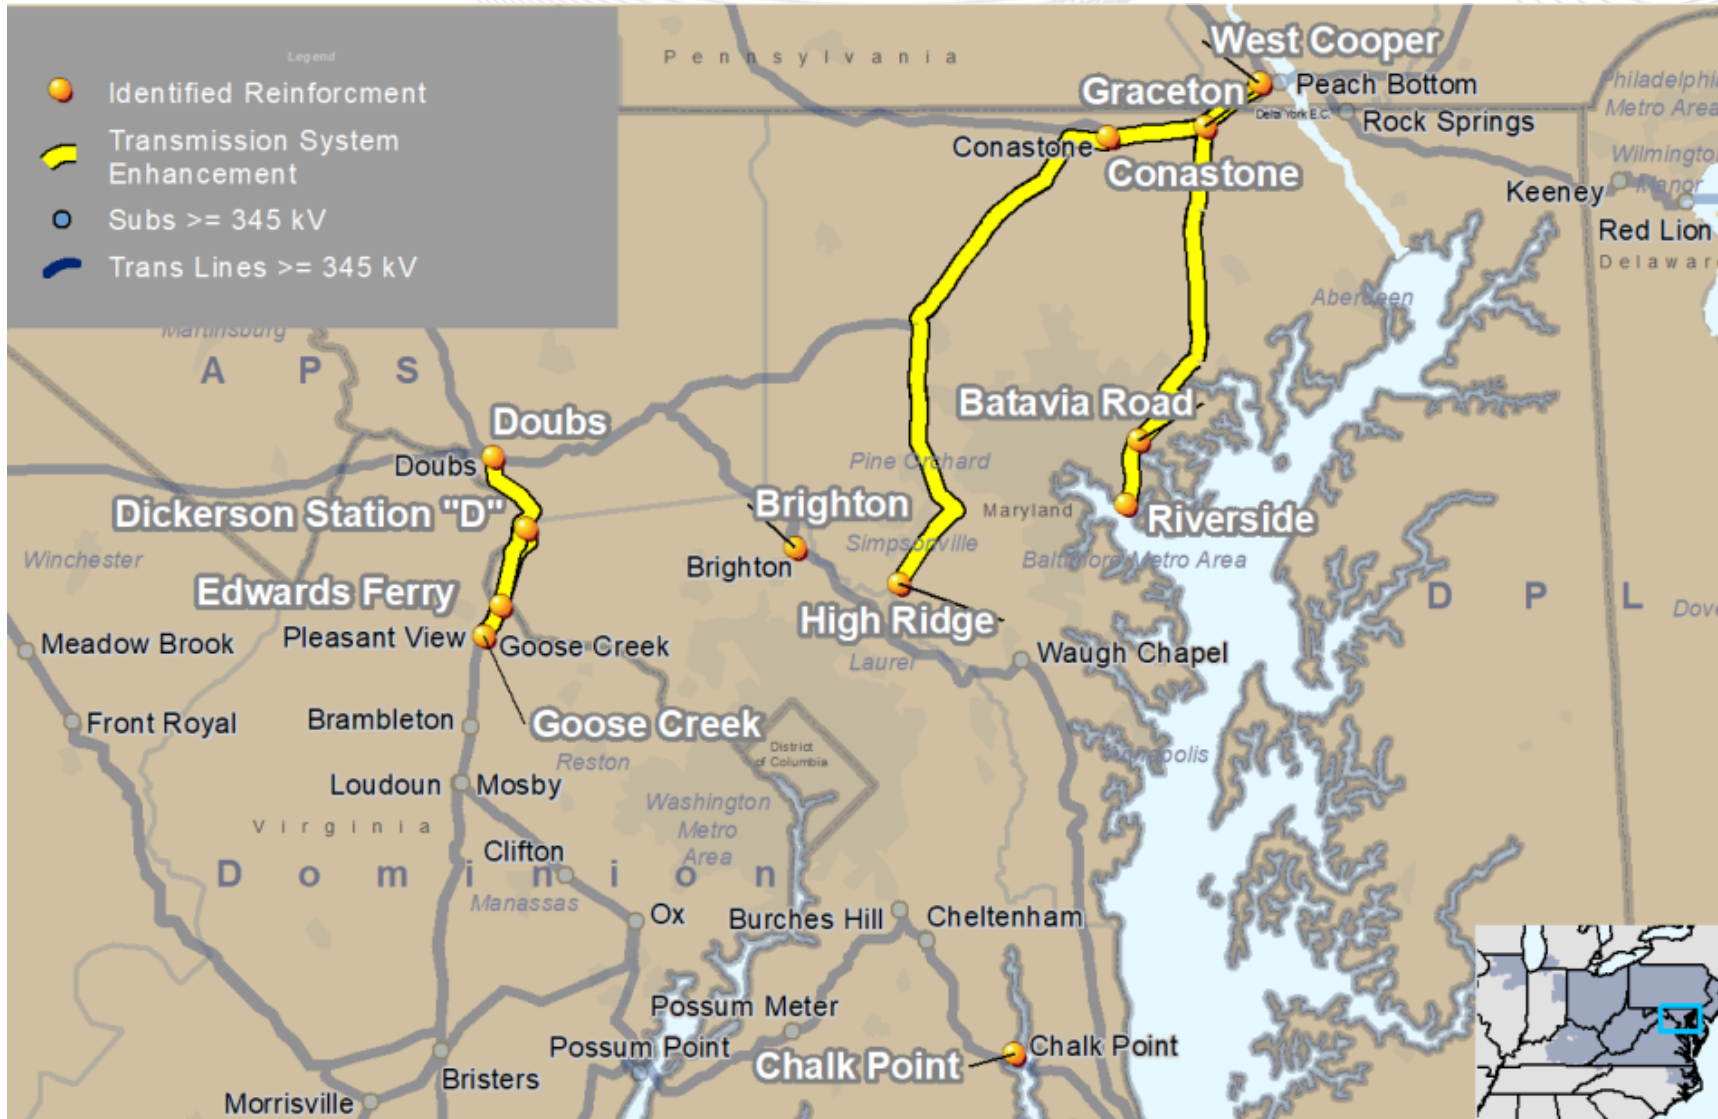 Legend
Identified Reinforcment
Transmission System
Enhancement
Subs >= 345 kV
Trans Lines >= 345 kV
Pennsylvania
West Cooper
Graceton
Peach Bottom
Philadelphia
Metro Area
Delta York E.C.
Rock Springs
Conastone
Conastone
Wilmington
Manor
Keeney
Red Lion
Delaware
Aberdeen
Martinsburg
A P S
Batavia Road
Doubs
Doubs
Pine Orchard
Dickerson Station "D"
Brighton
Maryland
Riverside
Winchester
Simpsonville
Baltimore Metro Area
Brighton
Edwards Ferry
High Ridge
D P L
Dove
Meadow Brook
Pleasant View
Goose Creek
Laurel
Waugh Chapel
Front Royal
Brambleton
Goose Creek
District
of Columbia
Annapolis
Reston
Loudoun
Mosby
Washington
Metro
Area
Virginia
Clifton
Dominion
Manassas
Ox
Burches Hill
Cheltenham
Possum Meter
Possum Point
Chalk Point
Chalk Point
Bristers
Morrisville